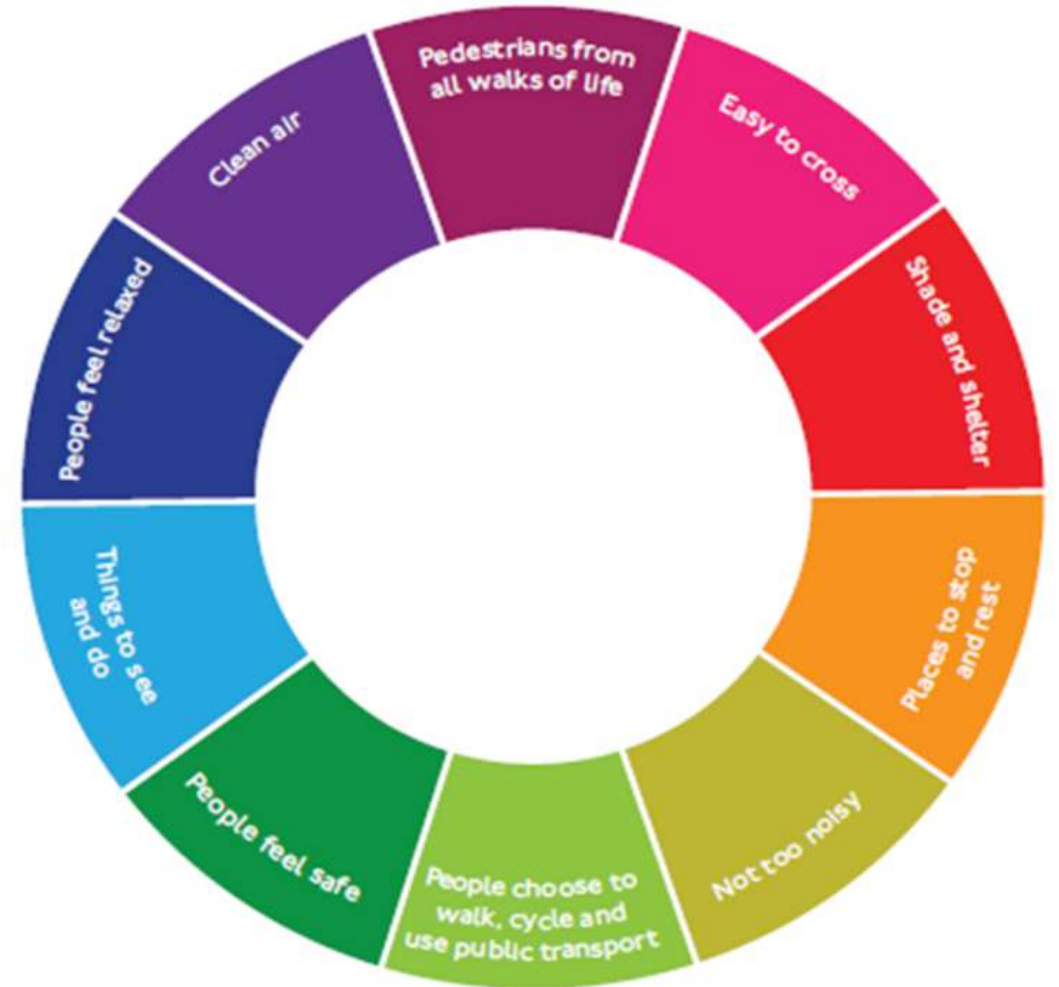 Pedestrians from
all walks of life
Easy to cross
Shade and shelter
Places to stop
and rest
Not too noisy
People choose to
walk, cycle and
use public transport
People feel safe
Things to see
and do
People feel relaxed
Clean air